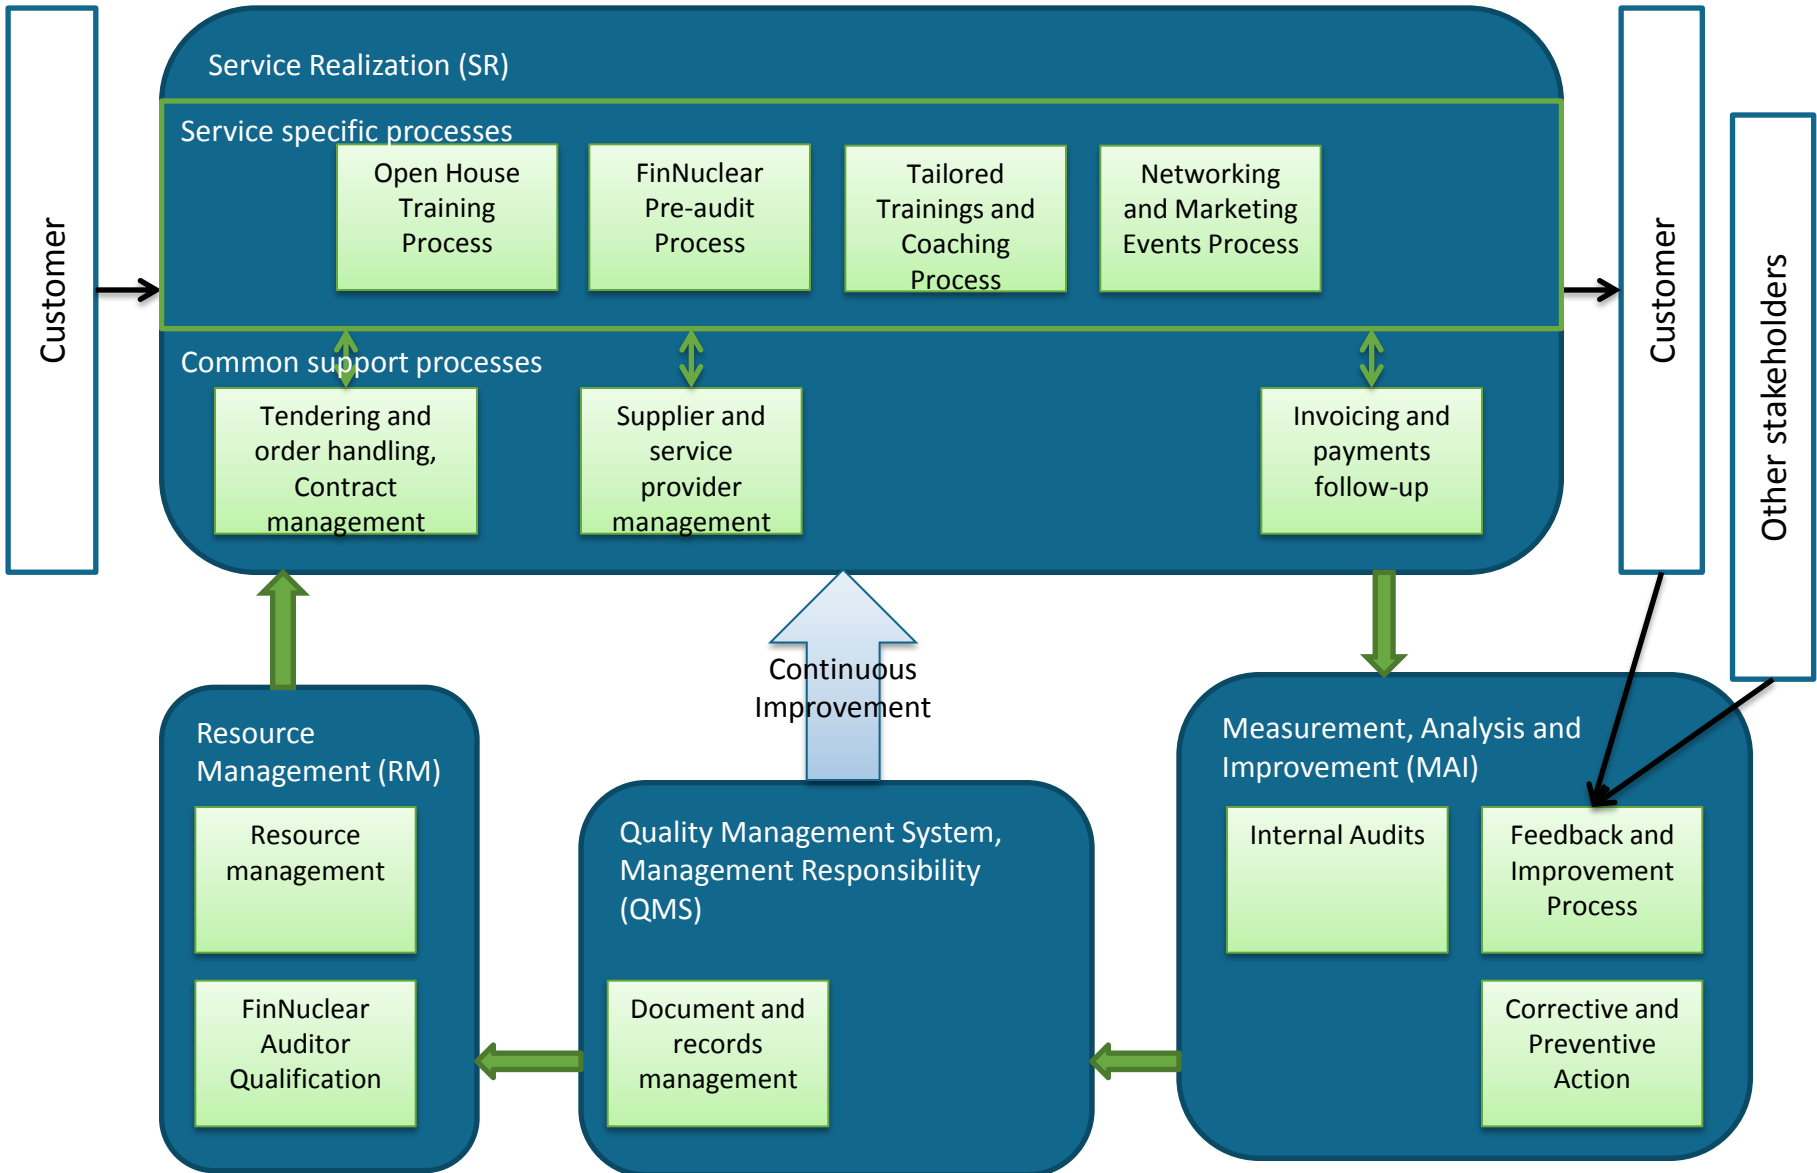 Customer
Service Realization (SR)
Service specific processes
Open House
Training
Process
FinNuclear
Pre-audit
Process
Tailored
Trainings and
Coaching
Process
Networking
and Marketing
Events Process
Common support processes
Tendering and
order handling,
Contract
management
Supplier and
service
provider
management
Invoicing and
payments
follow-up
Customer
Other stakeholders
Continuous
Improvement
Resource
Management (RM)
Resource
management
FinNuclear
Auditor
Qualification
Quality Management System,
Management Responsibility
(QMS)
Document and
records
management
Measurement, Analysis and
Improvement (MAI)
Internal Audits
Feedback and
Improvement
Process
Corrective and
Preventive
Action